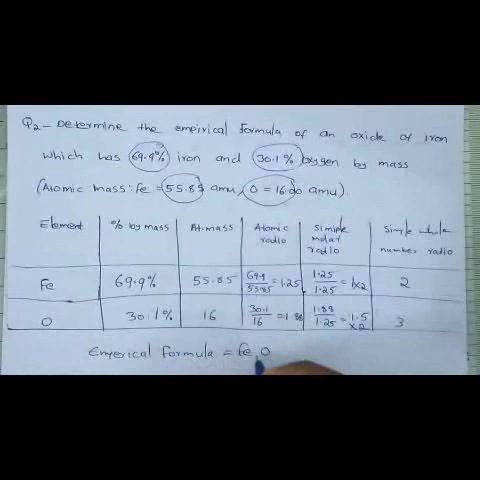 Q2 - Determine the empirical formula of an oxide of iron
which has 69.9% iron and 30.1% oxygen by mass
(Atomic mass: Fe = 55.85 amu, O = 16.00 amu)
Element % by mass At.mass Atomic radio Simple molar radio Simple whole number radio
Fe 69.9% 55.85 69.9/55.85 = 1.25 1.25/1.25 = 1x2 2
O 30.1% 16 30.1/16 = 1.88 1.88/1.25 = 1.5 x2 3
Emperical formula = Fe O